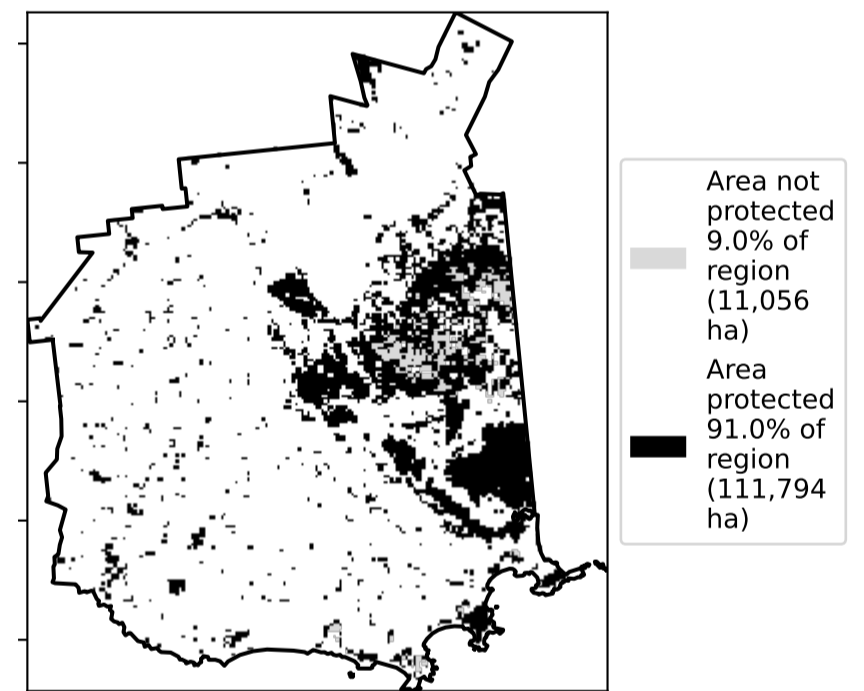 Area not
protected
9.0% of
region
(11,056
ha)
Area
protected
91.0% of
region
(111,794
ha)